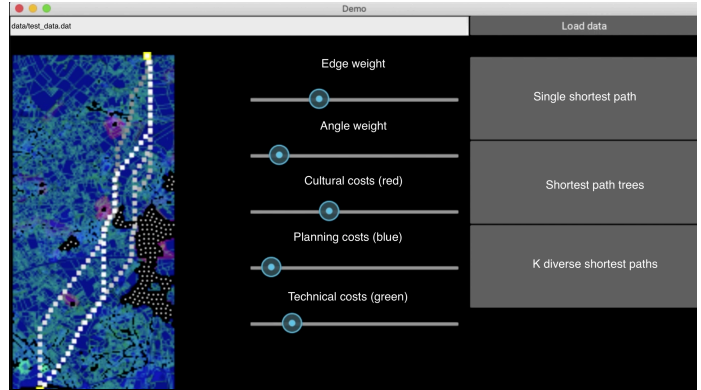 Demo
data/test_data.dat
Load data
Edge weight
Angle weight
Cultural costs (red)
Planning costs (blue)
Technical costs (green)
Single shortest path
Shortest path trees
K diverse shortest paths